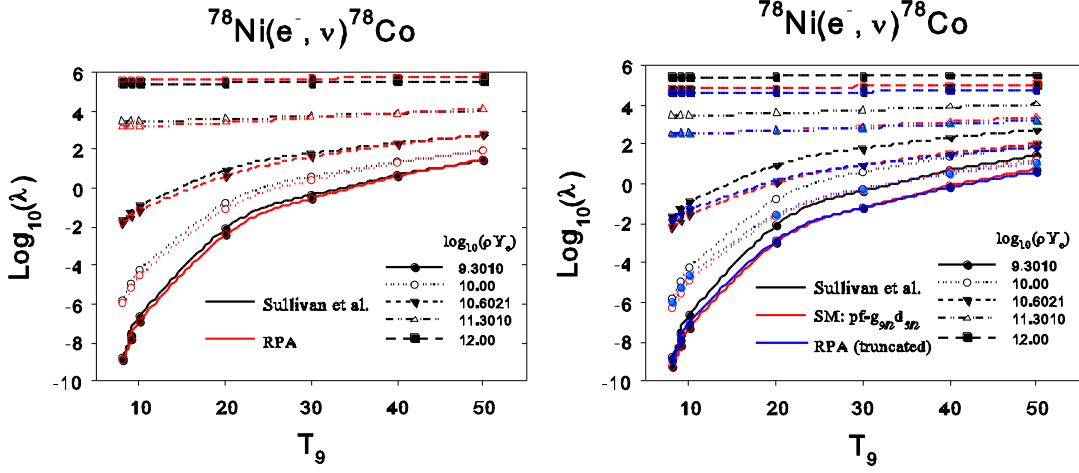 ⁷⁸Ni(e⁻, ν)⁷⁸Co
Log₁₀(λ)
6
4
2
0
-2
-4
-6
-8
-10
log₁₀(ρYₑ)
9.3010
10.00
10.6021
11.3010
12.00
Sullivan et al.
RPA
10
20
30
40
50
T₉
⁷⁸Ni(e⁻, ν)⁷⁸Co
Log₁₀(λ)
6
4
2
0
-2
-4
-6
-8
-10
log₁₀(ρYₑ)
9.3010
10.00
10.6021
11.3010
12.00
Sullivan et al.
SM: pf-g₉/₂d₅/₂
RPA (truncated)
10
20
30
40
50
T₉